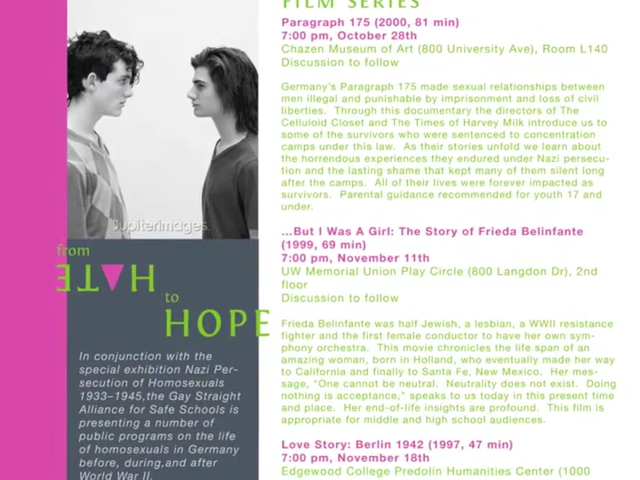 FILM SERIES
Paragraph 175 (2000, 81 min)
7:00 pm, October 28th
Chazen Museum of Art (800 University Ave), Room L140
Discussion to follow
Germany's Paragraph 175 made sexual relationships between
men illegal and punishable by imprisonment and loss of civil
liberties.  Through this documentary the directors of The
Celluloid Closet and The Times of Harvey Milk introduce us to
some of the survivors who were sentenced to concentration
camps under this law.  As their stories unfold we learn about
the horrendous experiences they endured under Nazi persecu-
tion and the lasting shame that kept many of them silent long
after the camps.  All of their lives were forever impacted as
survivors.  Parental guidance recommended for youth 17 and
under.
...But I Was A Girl: The Story of Frieda Belinfante
(1999, 69 min)
7:00 pm, November 11th
UW Memorial Union Play Circle (800 Langdon Dr), 2nd
floor
Discussion to follow
Frieda Belinfante was half Jewish, a lesbian, a WWII resistance
fighter and the first female conductor to have her own sym-
phony orchestra.  This movie chronicles the life span of an
amazing woman, born in Holland, who eventually made her way
to California and finally to Santa Fe, New Mexico.  Her mes-
sage, "One cannot be neutral.  Neutrality does not exist.  Doing
nothing is acceptance," speaks to us today in this present time
and place.  Her end-of-life insights are profound.  This film is
appropriate for middle and high school audiences.
Love Story: Berlin 1942 (1997, 47 min)
7:00 pm, November 18th
Edgewood College Predolin Humanities Center (1000
JupiterImages
from
HATE
to
HOPE
In conjunction with the
special exhibition Nazi Per-
secution of Homosexuals
1933–1945,the Gay Straight
Alliance for Safe Schools is
presenting a number of
public programs on the life
of homosexuals in Germany
before, during,and after
World War II.